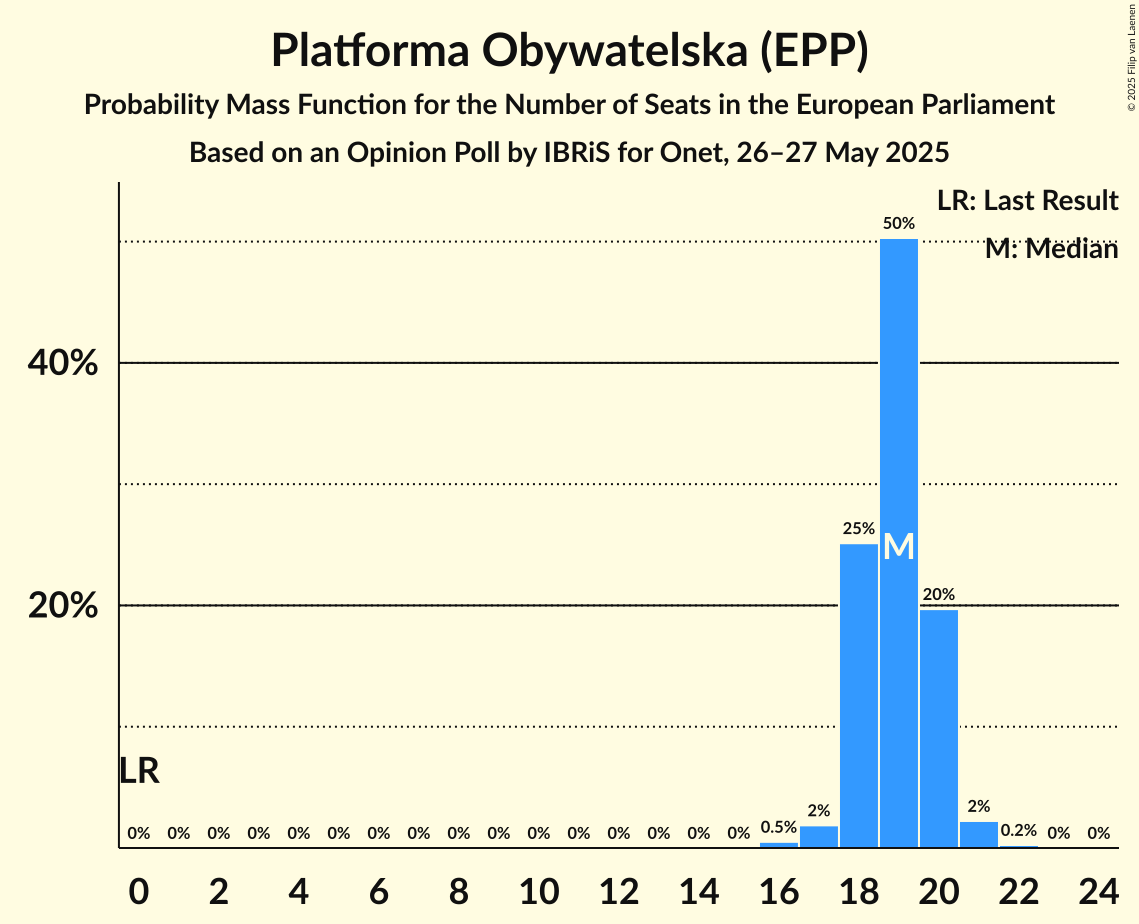 Platforma Obywatelska (EPP)
Probability Mass Function for the Number of Seats in the European Parliament
Based on an Opinion Poll by IBRiS for Onet, 26–27 May 2025
© 2025 Filip van Laenen
LR: Last Result
M: Median
50%
40%
25%
M
20%
20%
LR
0% 0% 0% 0% 0% 0% 0% 0% 0% 0% 0% 0% 0% 0% 0% 0% 0.5% 2% 2% 0.2% 0% 0%
0 2 4 6 8 10 12 14 16 18 20 22 24